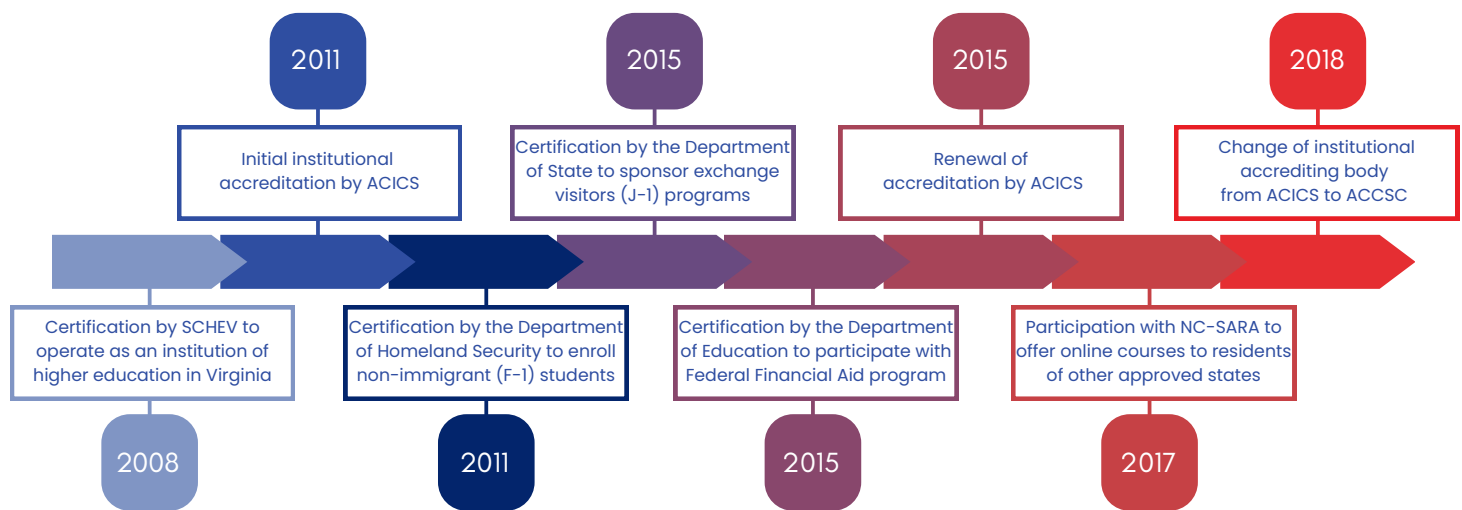 2011
2015
2015
2018
Initial institutional
accreditation by ACICS
Certification by the Department
of State to sponsor exchange
visitors (J-1) programs
Renewal of
accreditation by ACICS
Change of institutional
accrediting body
from ACICS to ACCSC
Certification by SCHEV to
operate as an institution of
higher education in Virginia
Certification by the Department
of Homeland Security to enroll
non-immigrant (F-1) students
Certification by the Department
of Education to participate with
Federal Financial Aid program
Participation with NC-SARA to
offer online courses to residents
of other approved states
2008
2011
2015
2017